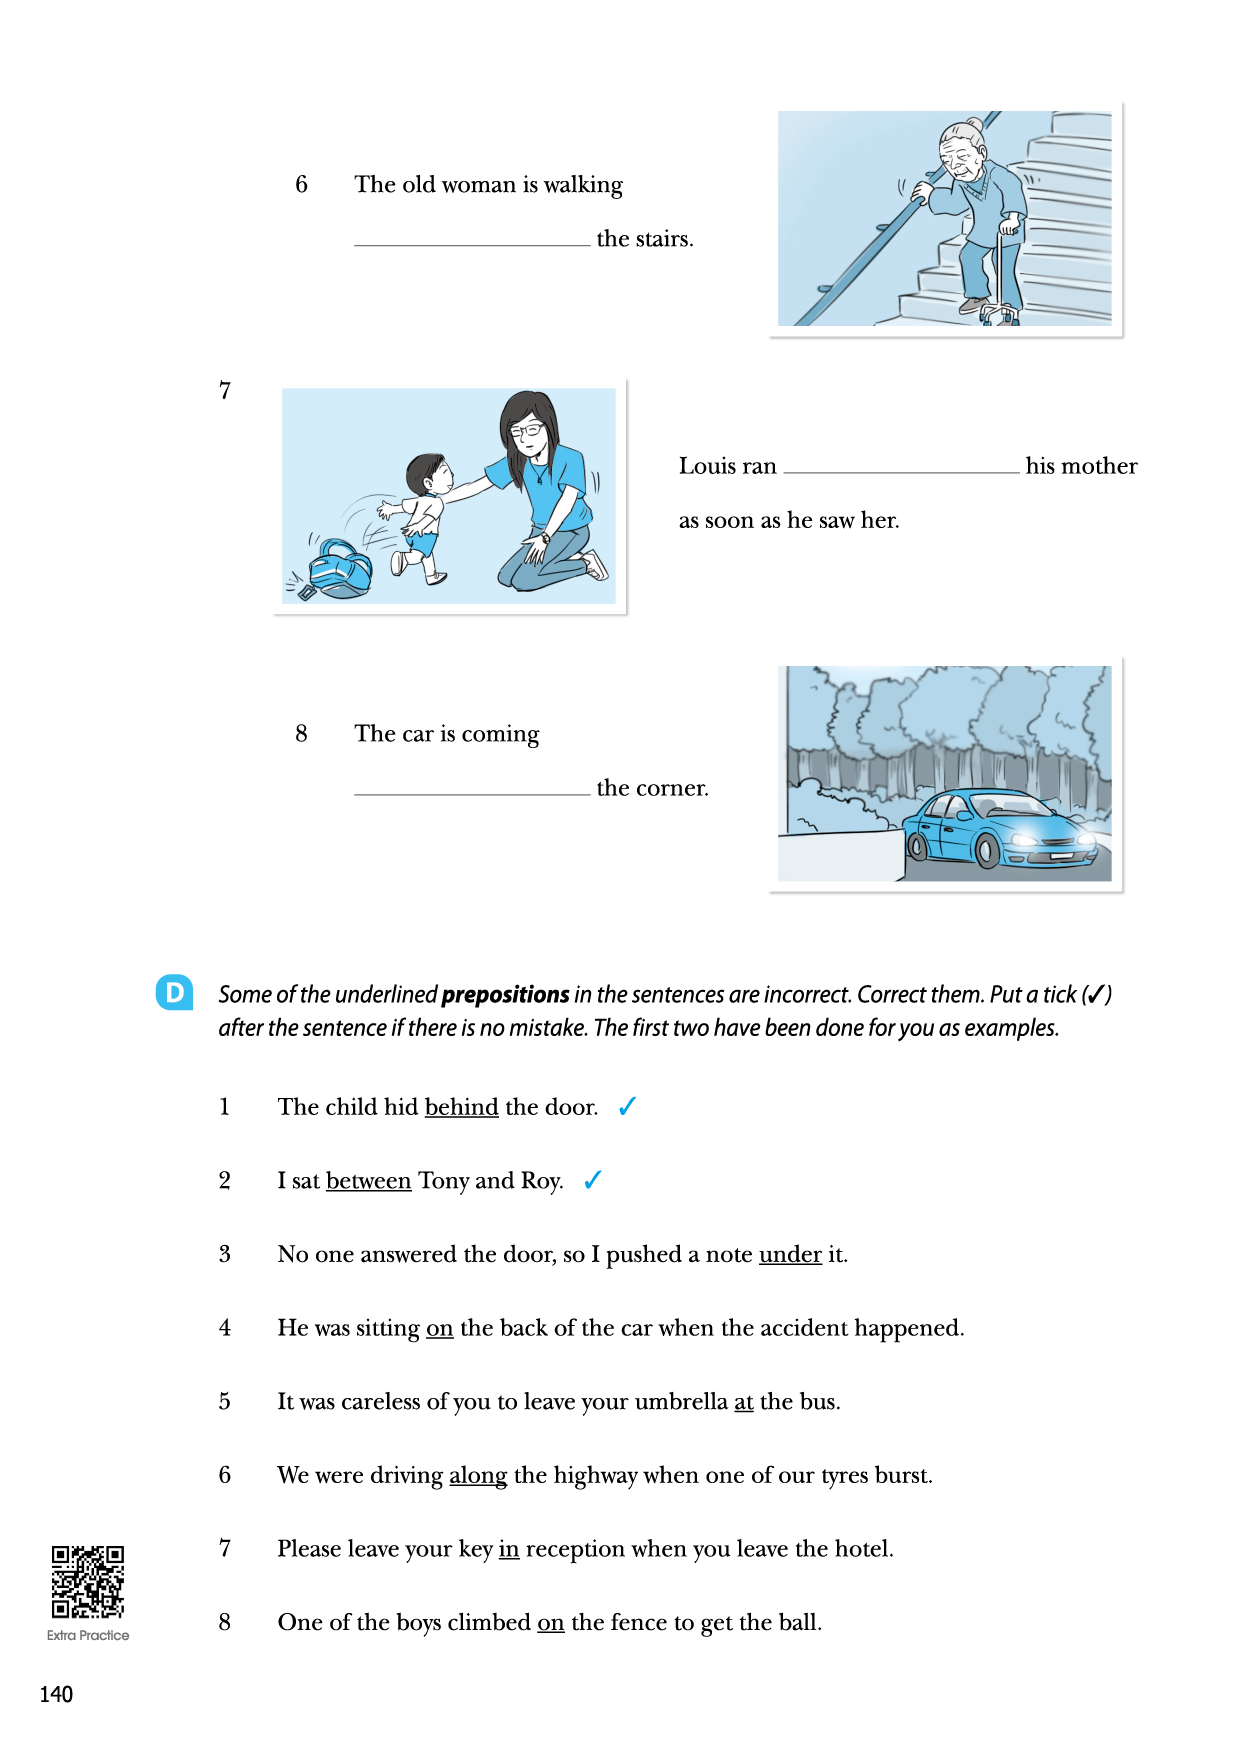 6 The old woman is walking
____________________ the stairs.
7
Louis ran ____________________ his mother
as soon as he saw her.
8 The car is coming
____________________ the corner.
D Some of the underlined prepositions in the sentences are incorrect. Correct them. Put a tick (✓)
after the sentence if there is no mistake. The first two have been done for you as examples.
1 The child hid behind the door. ✓
2 I sat between Tony and Roy. ✓
3 No one answered the door, so I pushed a note under it.
4 He was sitting on the back of the car when the accident happened.
5 It was careless of you to leave your umbrella at the bus.
6 We were driving along the highway when one of our tyres burst.
7 Please leave your key in reception when you leave the hotel.
8 One of the boys climbed on the fence to get the ball.
Extra Practice
140